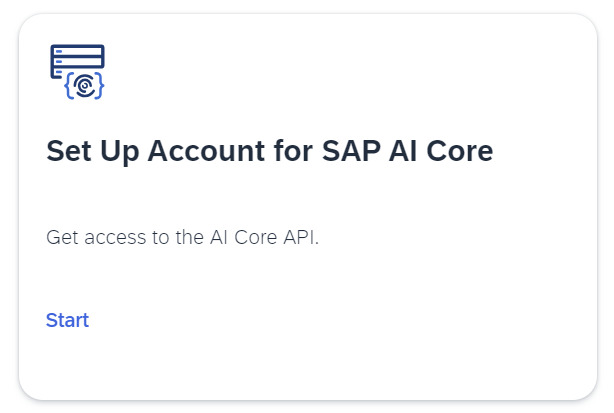 Set Up Account for SAP AI Core
Get access to the AI Core API.
Start